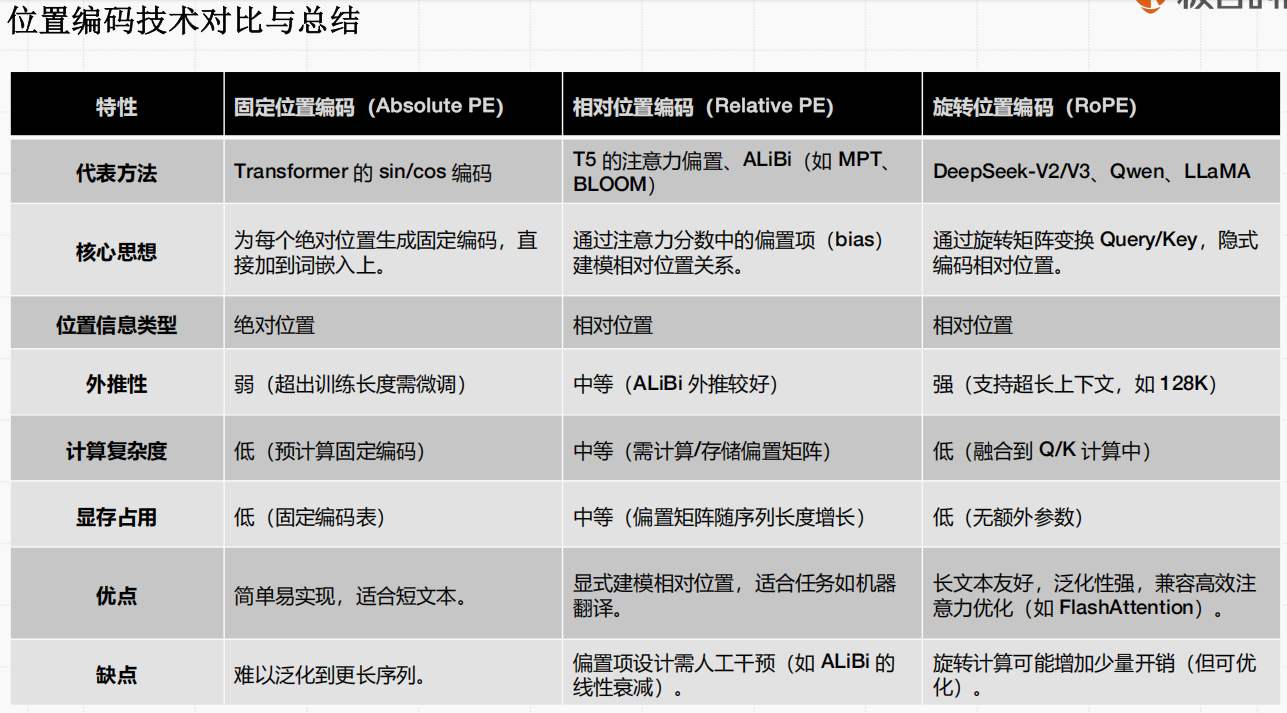 位置编码技术对比与总结
特性
固定位置编码（Absolute PE）
相对位置编码（Relative PE）
旋转位置编码（RoPE）
代表方法
Transformer 的 sin/cos 编码
T5 的注意力偏置、ALiBi（如 MPT、
BLOOM）
DeepSeek-V2/V3、Qwen、LLaMA
核心思想
为每个绝对位置生成固定编码，直
接加到词嵌入上。
通过注意力分数中的偏置项（bias）
建模相对位置关系。
通过旋转矩阵变换 Query/Key，隐式
编码相对位置。
位置信息类型
绝对位置
相对位置
相对位置
外推性
弱（超出训练长度需微调）
中等（ALiBi 外推较好）
强（支持超长上下文，如 128K）
计算复杂度
低（预计算固定编码）
中等（需计算/存储偏置矩阵）
低（融合到 Q/K 计算中）
显存占用
低（固定编码表）
中等（偏置矩阵随序列长度增长）
低（无额外参数）
优点
简单易实现，适合短文本。
显式建模相对位置，适合任务如机器
翻译。
长文本友好，泛化性强，兼容高效注
意力优化（如 FlashAttention）。
缺点
难以泛化到更长序列。
偏置项设计需人工干预（如 ALiBi 的
线性衰减）。
旋转计算可能增加少量开销（但可优
化）。